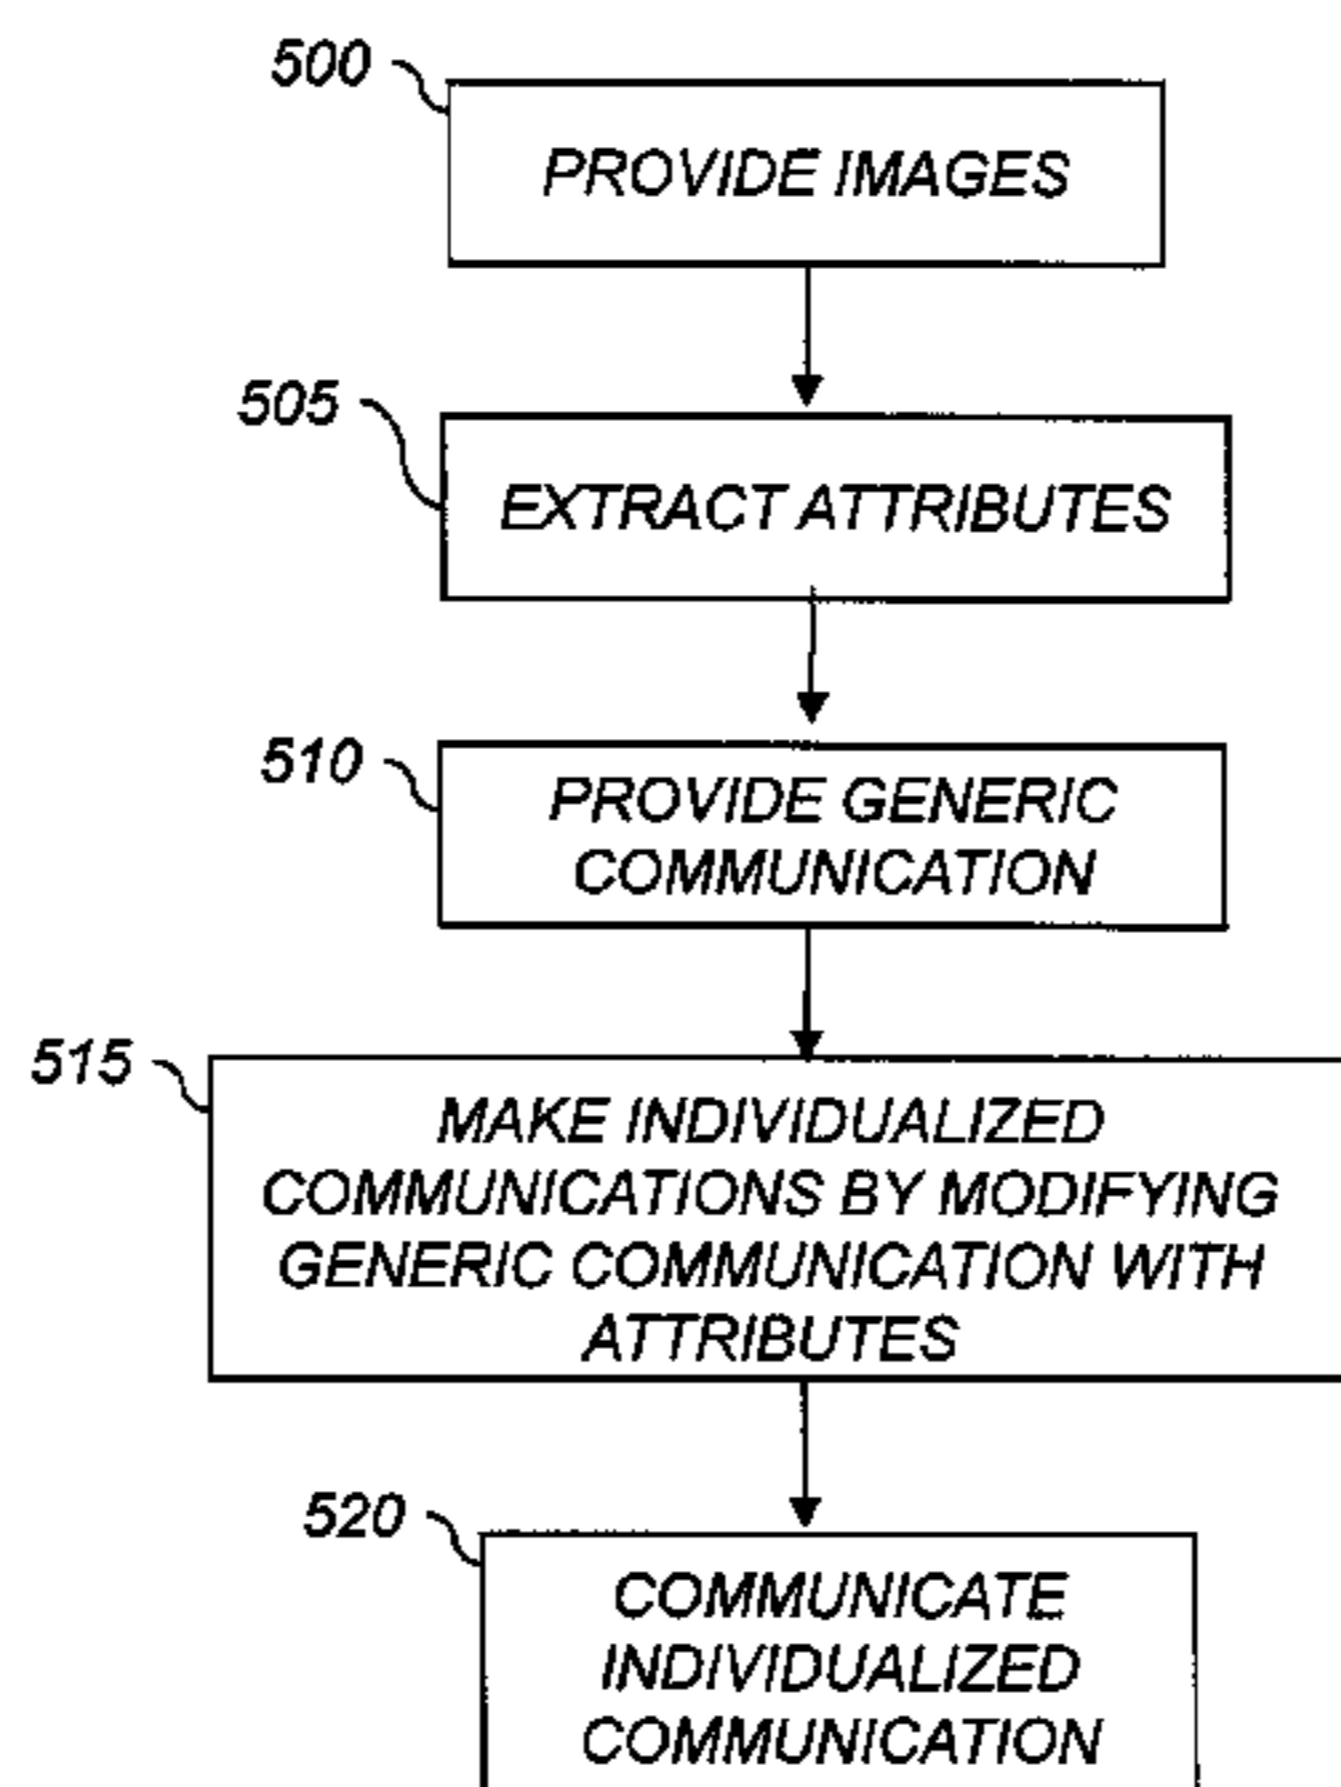 500
PROVIDE IMAGES
505
EXTRACT ATTRIBUTES
510
PROVIDE GENERIC
COMMUNICATION
515
MAKE INDIVIDUALIZED
COMMUNICATIONS BY MODIFYING
GENERIC COMMUNICATION WITH
ATTRIBUTES
520
COMMUNICATE
INDIVIDUALIZED
COMMUNICATION